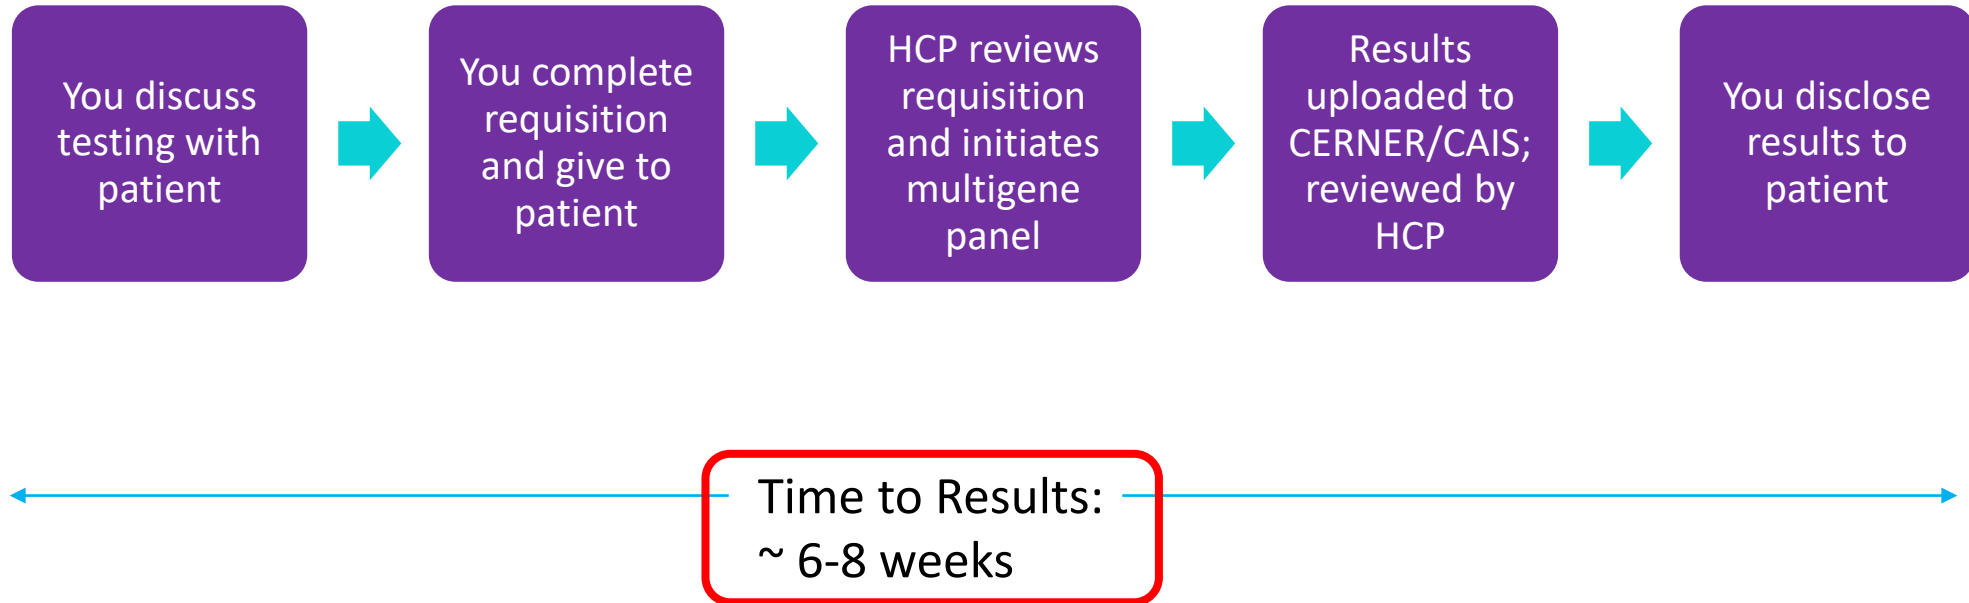 You discuss
testing with
patient
You complete
requisition
and give to
patient
HCP reviews
requisition
and initiates
multigene
panel
Results
uploaded to
CERNER/CAIS;
reviewed by
HCP
You disclose
results to
patient
Time to Results:
~ 6-8 weeks